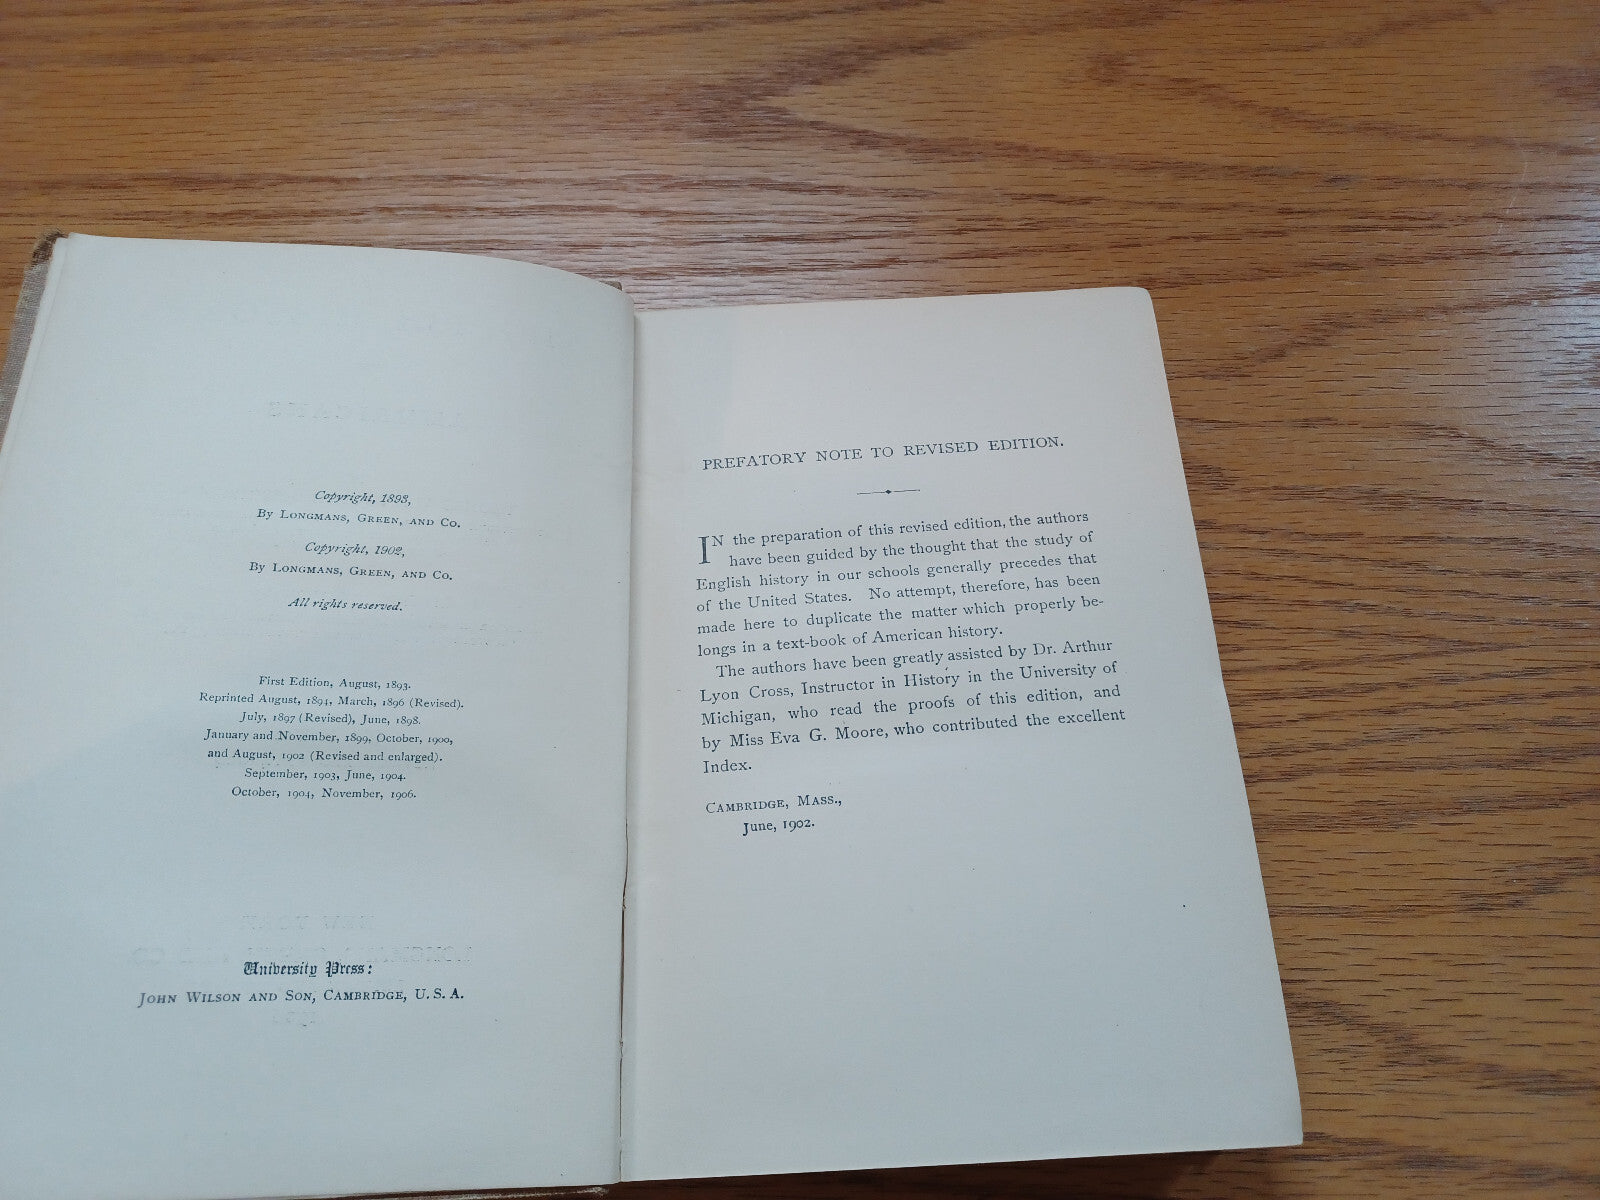 Copyright, 1893,
By Longmans, Green, and Co.
Copyright, 1902,
By Longmans, Green, and Co.
All rights reserved.
First Edition, August, 1893.
Reprinted August, 1894, March, 1896 (Revised).
July, 1897 (Revised), June, 1898.
January and November, 1899, October, 1900,
and August, 1902 (Revised and enlarged).
September, 1903, June, 1904.
October, 1904, November, 1906.
University Press:
John Wilson and Son, Cambridge, U. S. A.
PREFATORY NOTE TO REVISED EDITION.
In the preparation of this revised edition, the authors
have been guided by the thought that the study of
English history in our schools generally precedes that
of the United States. No attempt, therefore, has been
made here to duplicate the matter which properly be-
longs in a text-book of American history.
The authors have been greatly assisted by Dr. Arthur
Lyon Cross, Instructor in History in the University of
Michigan, who read the proofs of this edition, and
by Miss Eva G. Moore, who contributed the excellent
Index.
Cambridge, Mass.,
June, 1902.